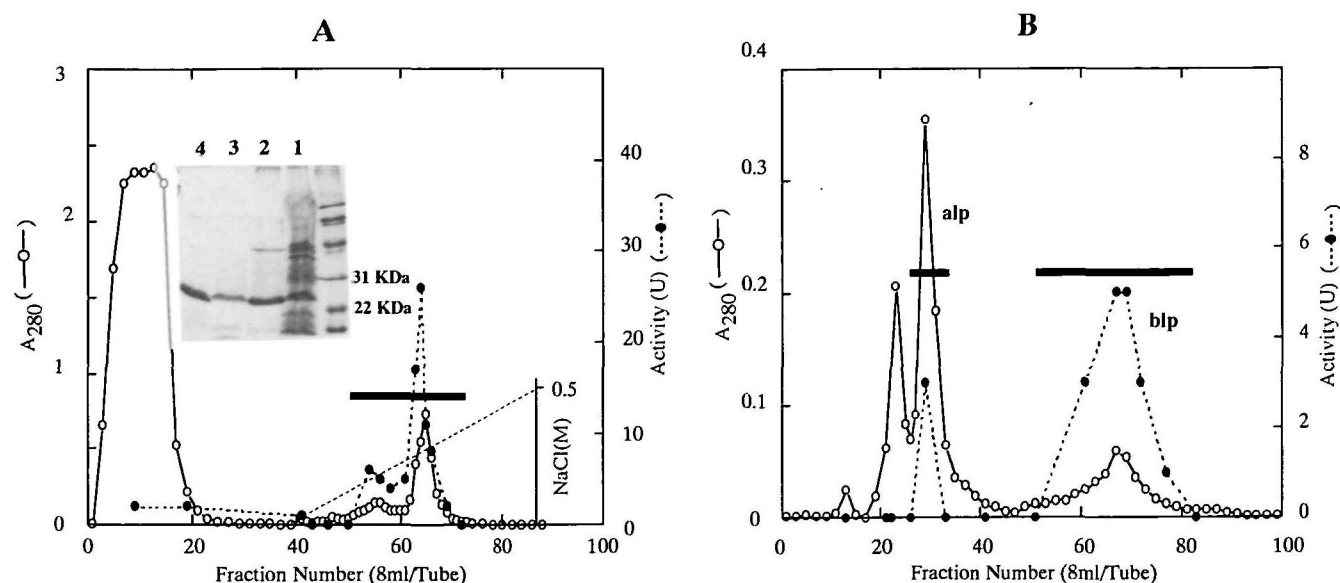 A
3
2
1
0
A280 (—O—)
4 3 2 1
31 KDa
22 KDa
40
30
20
10
0
Activity (U) (...●...)
0.5
NaCl(M)
0 20 40 60 80 100
Fraction Number (8ml/Tube)
B
0.4
0.3
0.2
0.1
0
A280 (—O—)
alp
blp
8
6
4
2
0
Activity (U) (...●...)
0 20 40 60 80 100
Fraction Number (8ml/Tube)